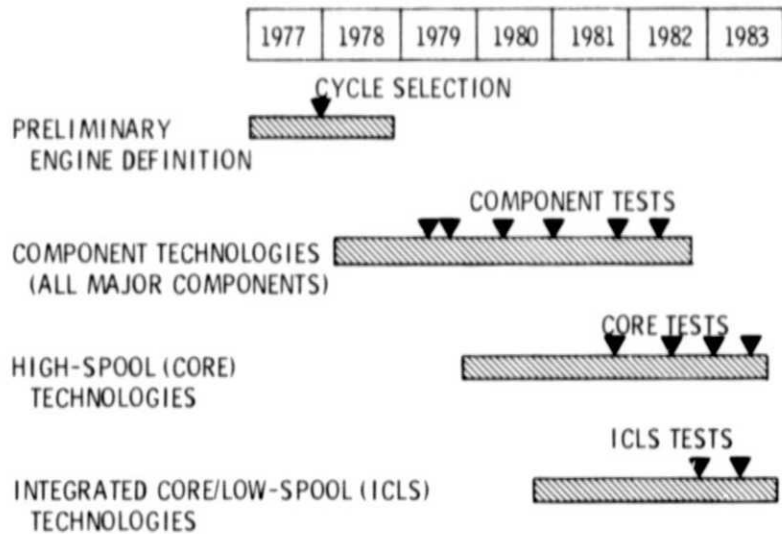 1977 1978 1979 1980 1981 1982 1983
CYCLE SELECTION
PRELIMINARY
ENGINE DEFINITION
COMPONENT TESTS
COMPONENT TECHNOLOGIES
(ALL MAJOR COMPONENTS)
CORE TESTS
HIGH-SPOOL (CORE)
TECHNOLOGIES
ICLS TESTS
INTEGRATED CORE/LOW-SPOOL (ICLS)
TECHNOLOGIES